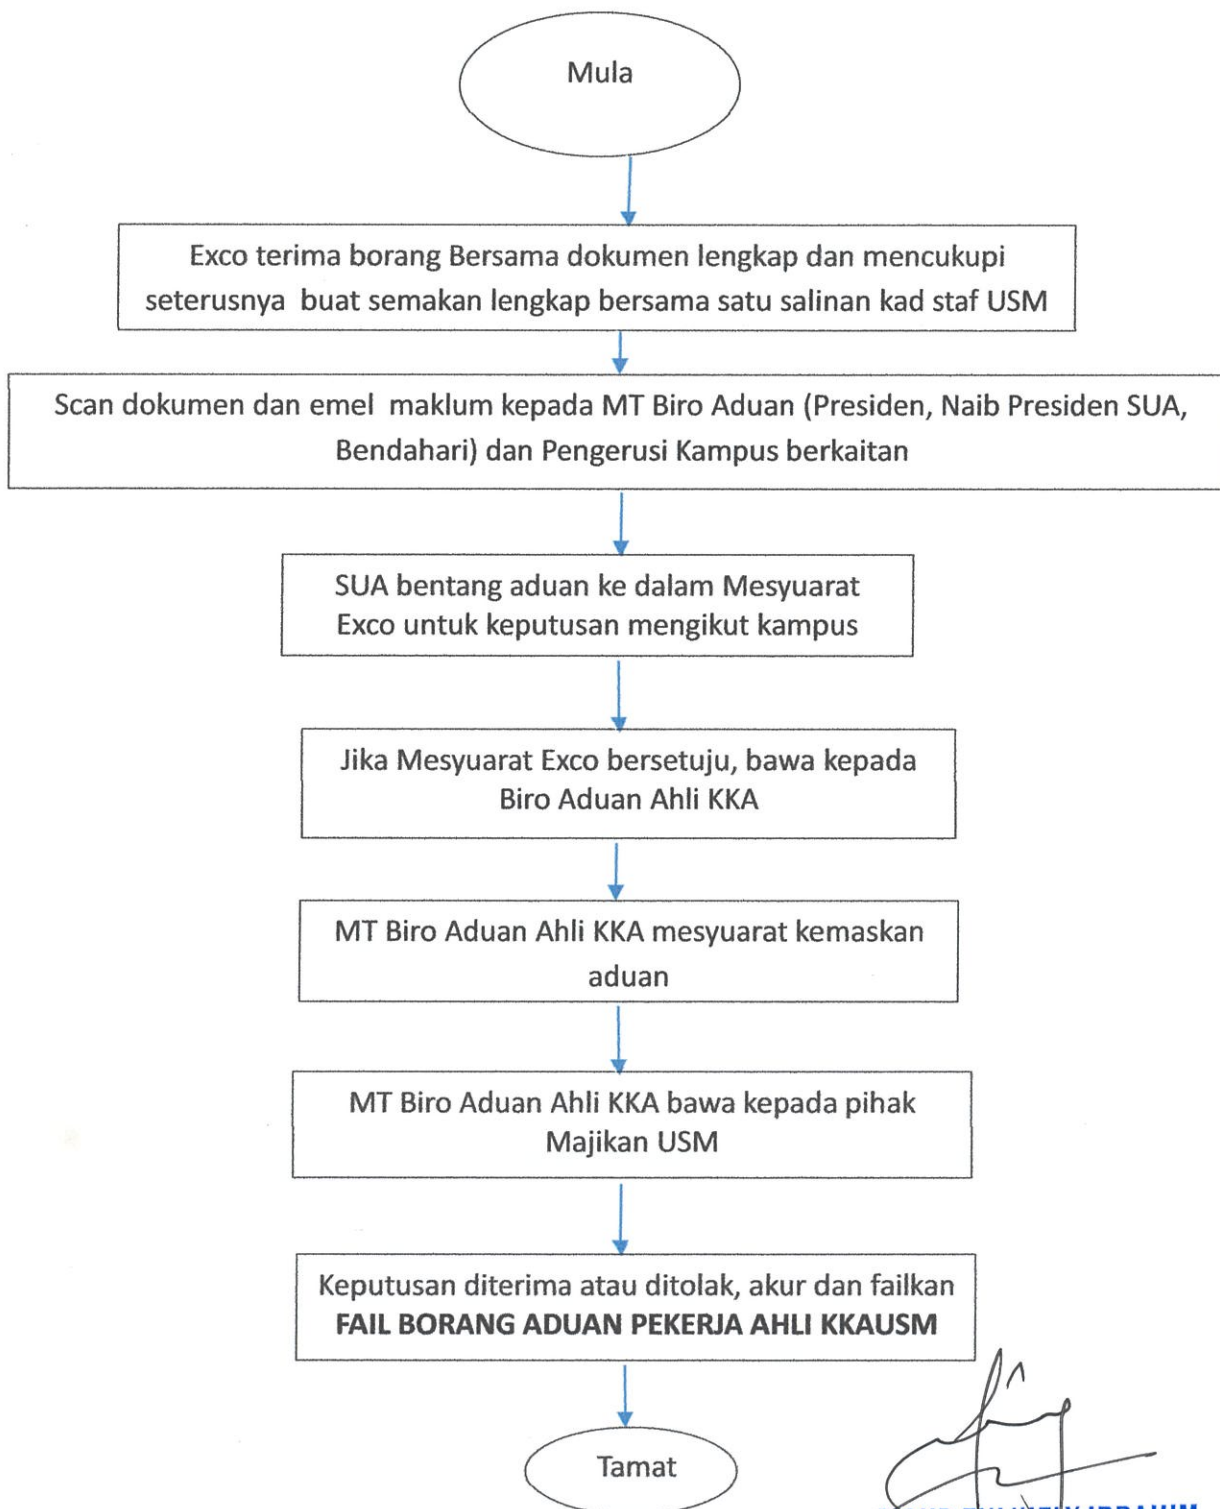 Mula
Exco terima borang Bersama dokumen lengkap dan mencukupi
seterusnya buat semakan lengkap bersama satu salinan kad staf USM
Scan dokumen dan emel maklum kepada MT Biro Aduan (Presiden, Naib Presiden SUA,
Bendahari) dan Pengerusi Kampus berkaitan
SUA bentang aduan ke dalam Mesyuarat
Exco untuk keputusan mengikut kampus
Jika Mesyuarat Exco bersetuju, bawa kepada
Biro Aduan Ahli KKA
MT Biro Aduan Ahli KKA mesyuarat kemaskan
aduan
MT Biro Aduan Ahli KKA bawa kepada pihak
Majikan USM
Keputusan diterima atau ditolak, akur dan failkan
FAIL BORANG ADUAN PEKERJA AHLI KKAUSM
Tamat
IBRAHIM